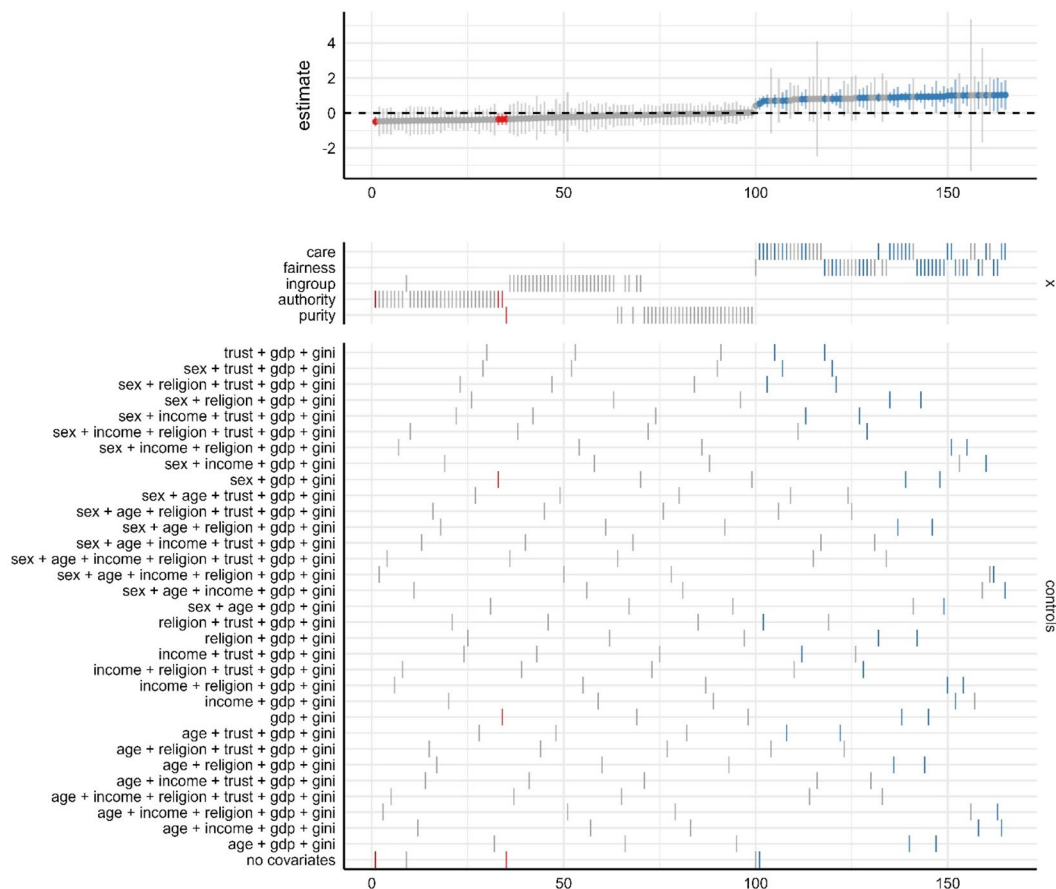 4
2
0
-2
estimate
0
50
100
150
care
fairness
ingroup
authority
purity
x
trust + gdp + gini
sex + trust + gdp + gini
sex + religion + trust + gdp + gini
sex + religion + gdp + gini
sex + income + trust + gdp + gini
sex + income + religion + trust + gdp + gini
sex + income + religion + gdp + gini
sex + income + gdp + gini
sex + gdp + gini
sex + age + trust + gdp + gini
sex + age + religion + trust + gdp + gini
sex + age + religion + gdp + gini
sex + age + income + trust + gdp + gini
sex + age + income + religion + trust + gdp + gini
sex + age + income + religion + gdp + gini
sex + age + income + gdp + gini
sex + age + gdp + gini
religion + trust + gdp + gini
religion + gdp + gini
income + trust + gdp + gini
income + religion + trust + gdp + gini
income + religion + gdp + gini
income + gdp + gini
gdp + gini
age + trust + gdp + gini
age + religion + trust + gdp + gini
age + religion + gdp + gini
age + income + trust + gdp + gini
age + income + religion + trust + gdp + gini
age + income + religion + gdp + gini
age + income + gdp + gini
age + gdp + gini
no covariates
controls
0
50
100
150